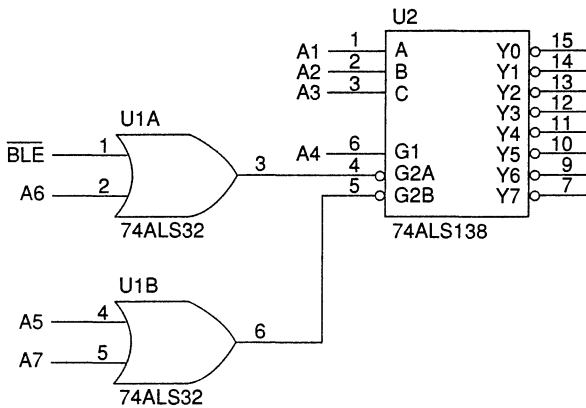 U2
A1 1 A Y0 15
A2 2 B Y1 14
A3 3 C Y2 13
Y3 12
Y4 11
A4 6 G1 Y5 10
4 G2A Y6 9
5 G2B Y7 7
74ALS138
U1A
B̅L̅E̅ 1
A6 2
3
74ALS32
U1B
A5 4
A7 5
6
74ALS32